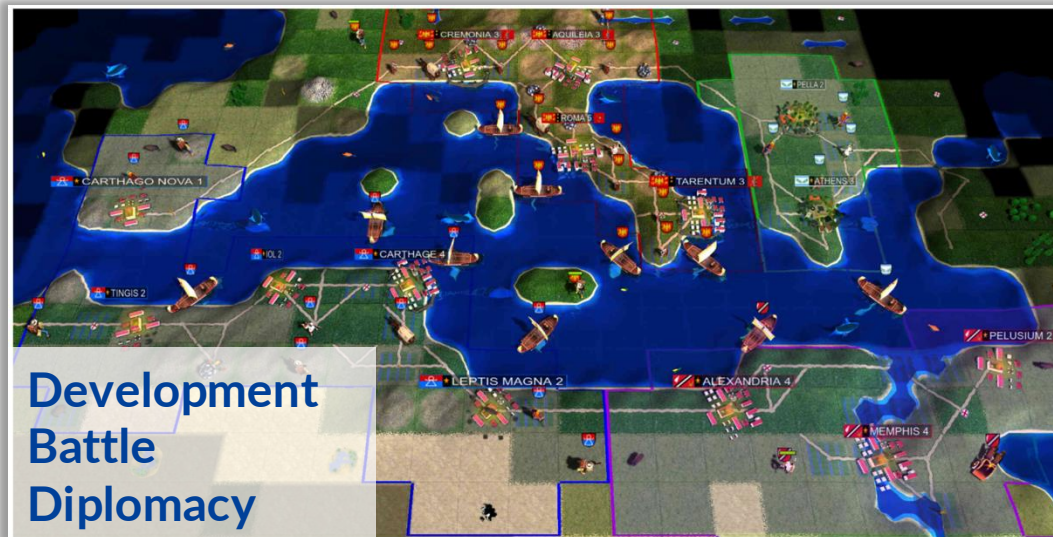 CREMONIA 3
AQUILEIA 3
PELLA 2
ROMA 5
CARTHAGO NOVA 1
TARENTUM 3
ATHENS 3
IOL 2
CARTHAGE 4
TINGIS 2
PELUSIUM 2
LEPTIS MAGNA 2
ALEXANDRIA 4
MEMPHIS 4
Development
Battle
Diplomacy